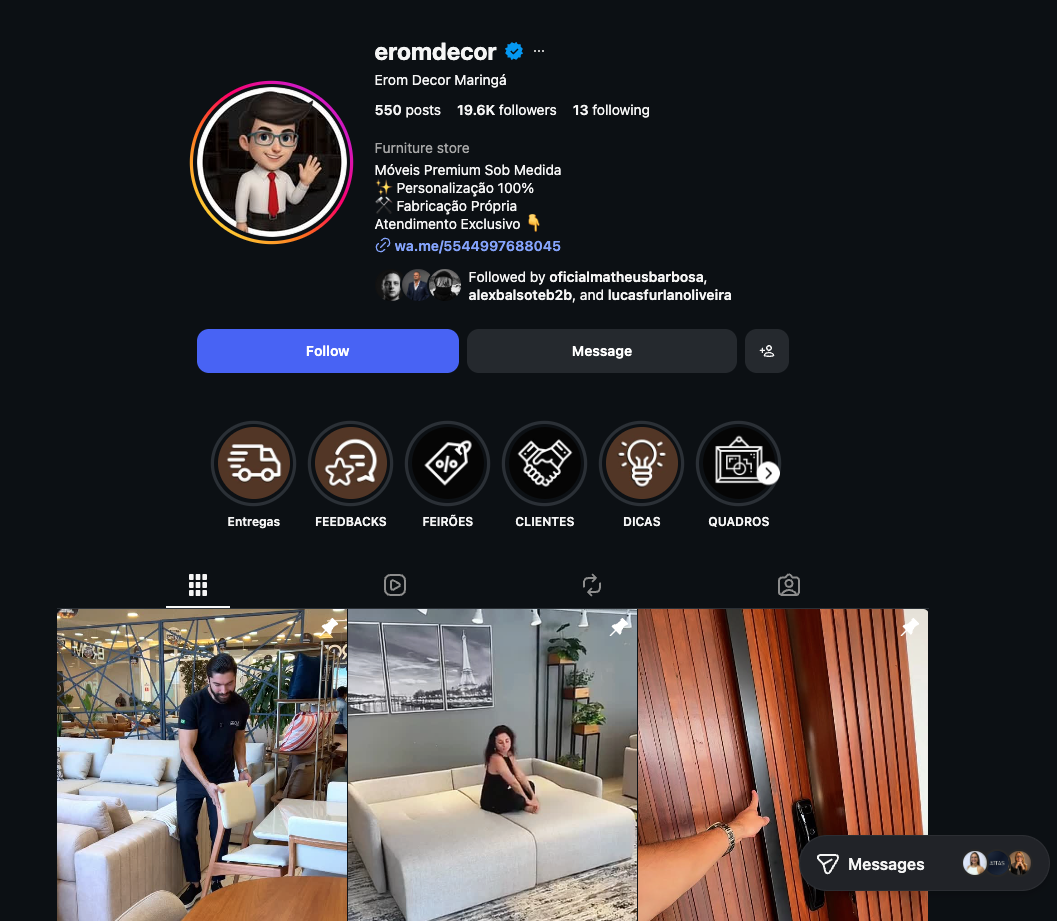 eromdecor
Erom Decor Maringá
550 posts 19.6K followers 13 following
Furniture store
Móveis Premium Sob Medida
✨ Personalização 100%
⚒️ Fabricação Própria
Atendimento Exclusivo 👇
wa.me/5544997688045
Followed by oficialmatheusbarbosa,
alexbalsoteb2b, and lucasfurlanoliveira
Follow Message
Entregas FEEDBACKS FEIRÕES CLIENTES DICAS QUADROS
Messages